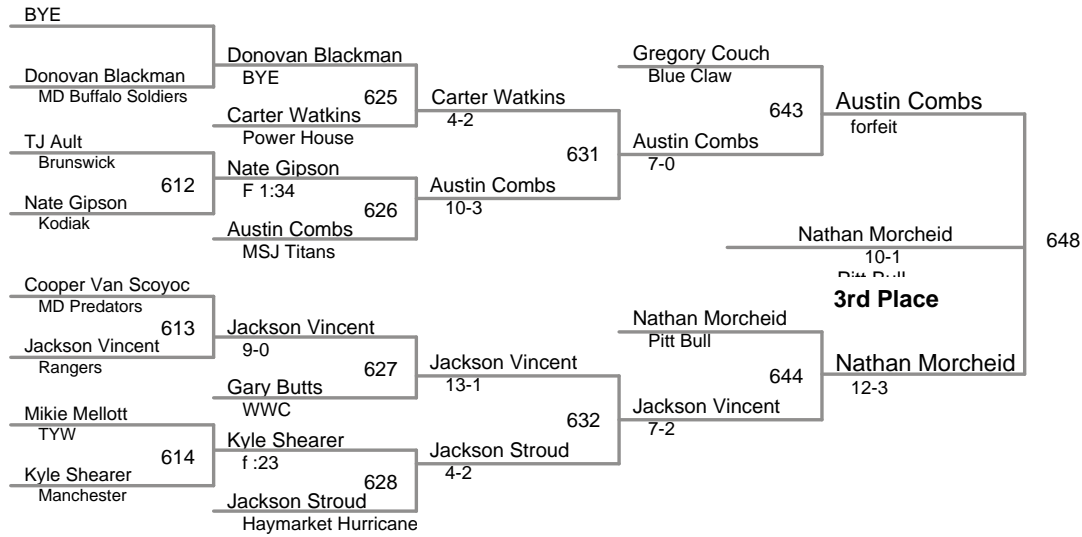 BYE
Donovan Blackman
MD Buffalo Soldiers
TJ Ault
Brunswick
612
Nate Gipson
Kodiak
Cooper Van Scoyoc
MD Predators
613
Jackson Vincent
Rangers
Mikie Mellott
TYW
614
Kyle Shearer
Manchester
Donovan Blackman
BYE
625
Carter Watkins
Power House
Nate Gipson
F 1:34
626
Austin Combs
MSJ Titans
Jackson Vincent
9-0
627
Gary Butts
WWC
Kyle Shearer
f :23
628
Jackson Stroud
Haymarket Hurricane
Carter Watkins
4-2
631
Austin Combs
10-3
Jackson Vincent
13-1
632
Jackson Stroud
4-2
Gregory Couch
Blue Claw
643
Austin Combs
7-0
Nathan Morcheid
Pitt Bull
644
Jackson Vincent
7-2
Austin Combs
forfeit
Nathan Morcheid
10-1
Pitt Bull
648
3rd Place
Nathan Morcheid
12-3